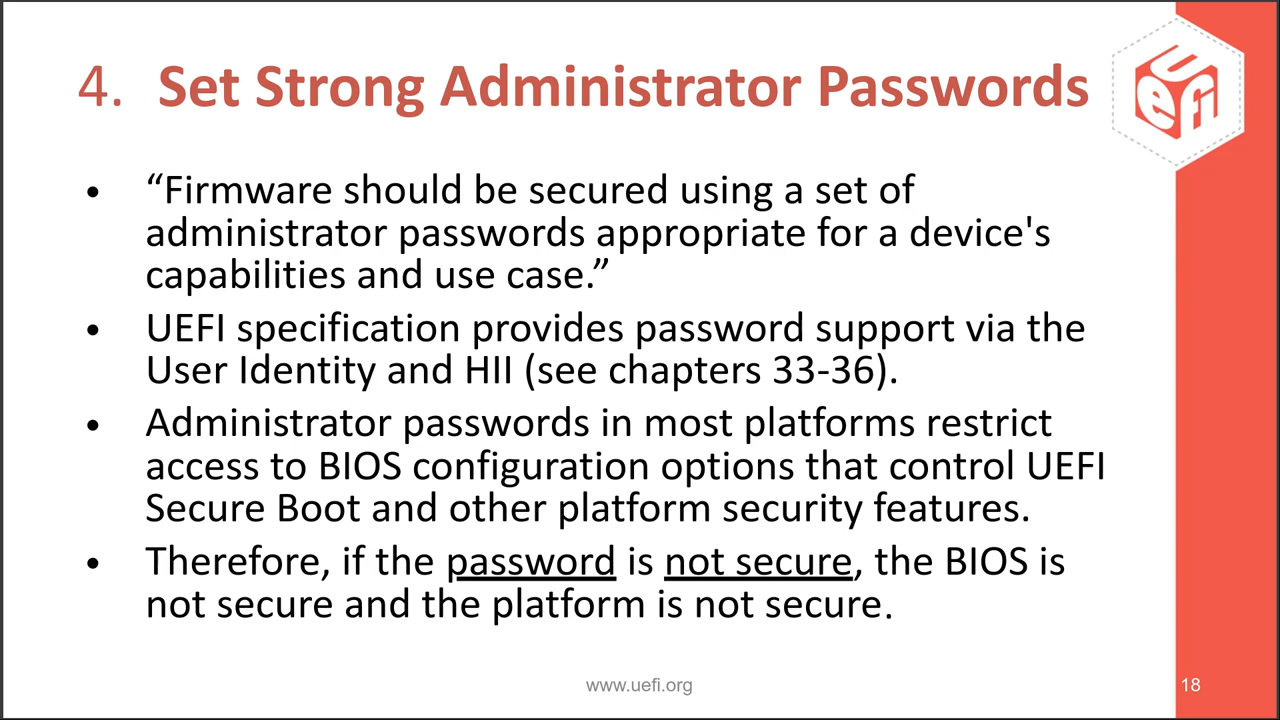 4. Set Strong Administrator Passwords
uefi
• “Firmware should be secured using a set of
administrator passwords appropriate for a device's
capabilities and use case.”
• UEFI specification provides password support via the
User Identity and HII (see chapters 33-36).
• Administrator passwords in most platforms restrict
access to BIOS configuration options that control UEFI
Secure Boot and other platform security features.
• Therefore, if the password is not secure, the BIOS is
not secure and the platform is not secure.
www.uefi.org
18